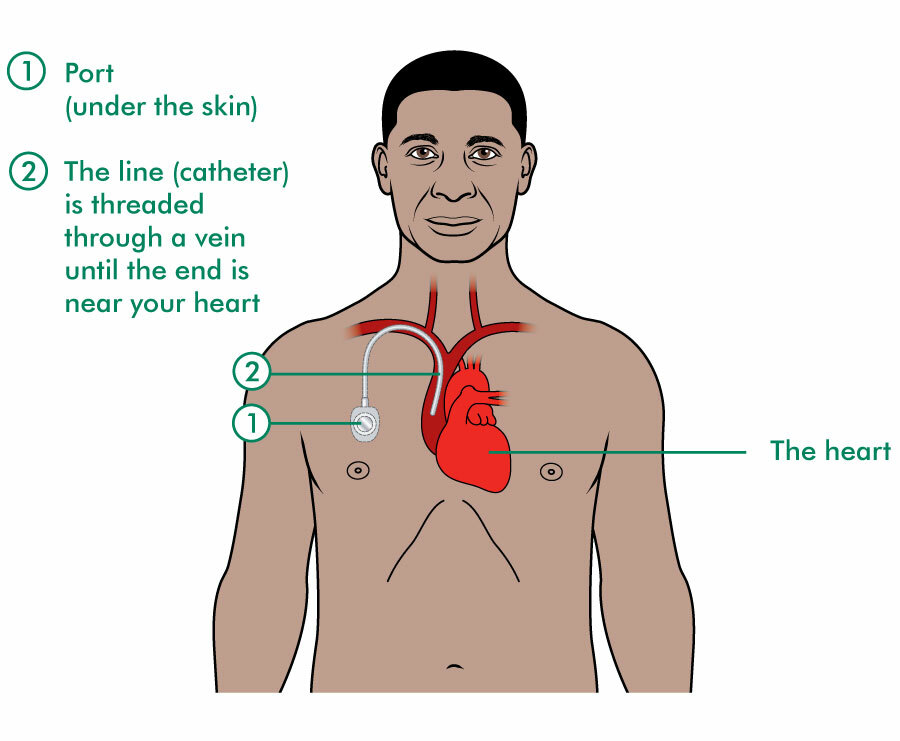 1 Port
(under the skin)
2 The line (catheter)
is threaded
through a vein
until the end is
near your heart
2
1
The heart